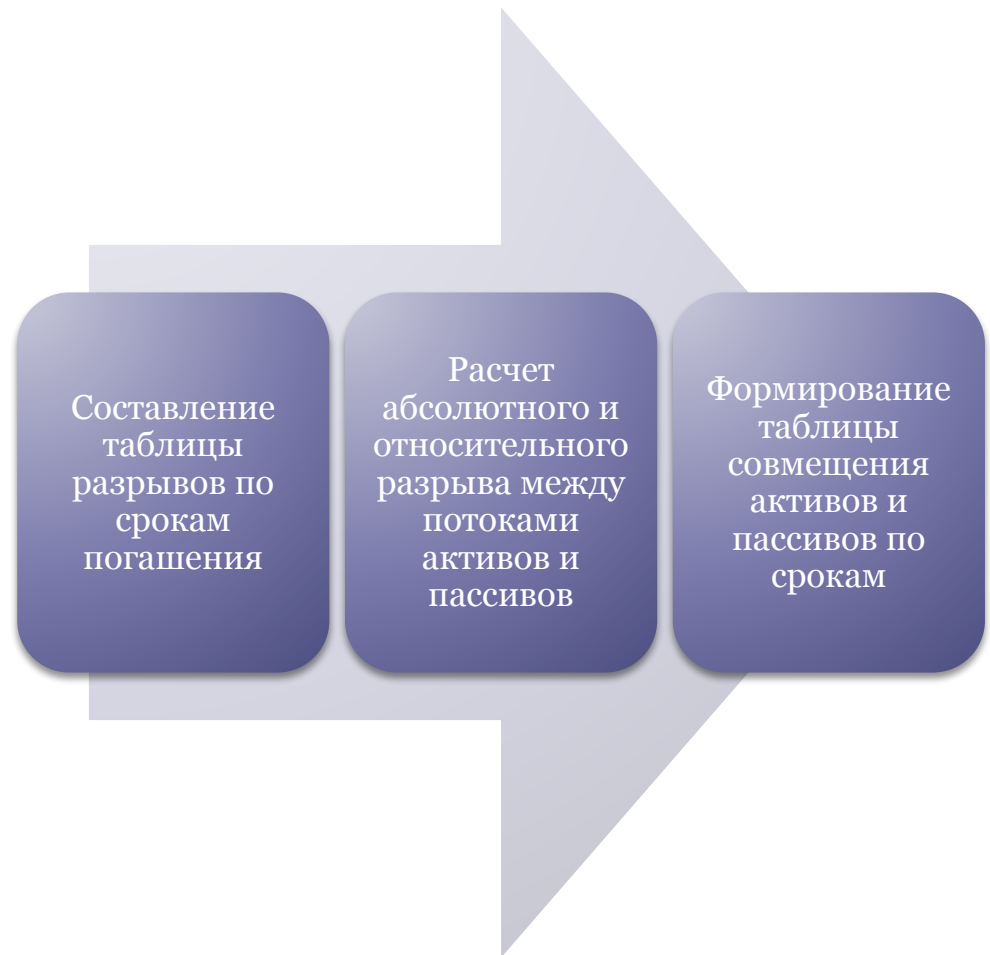 Составление
таблицы
разрывов по
срокам
погашения
Расчет
абсолютного и
относительного
разрыва между
потоками
активов и
пассивов
Формирование
таблицы
совмещения
активов и
пассивов по
срокам